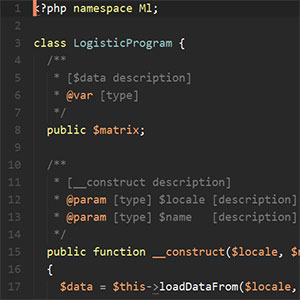 1 <?php namespace Ml;
2
3 class LogisticProgram {
4 /**
5 * [$data description]
6 * @var [type]
7 */
8 public $matrix;
9
10 /**
11 * [__construct description]
12 * @param [type] $locale [description]
13 * @param [type] $name [description]
14 */
15 public function __construct($locale, $
16 {
17 $data = $this->loadDataFrom($locale,